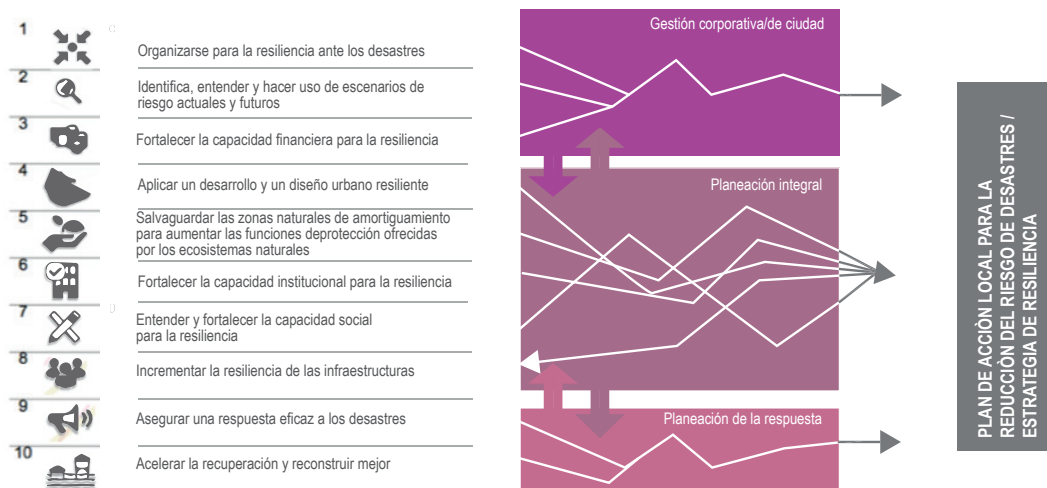 1
Organizarse para la resiliencia ante los desastres
2
Identifica, entender y hacer uso de escenarios de
riesgo actuales y futuros
3
Fortalecer la capacidad financiera para la resiliencia
4
Aplicar un desarrollo y un diseño urbano resiliente
5
Salvaguardar las zonas naturales de amortiguamiento
para aumentar las funciones deprotección ofrecidas
por los ecosistemas naturales
6
Fortalecer la capacidad institucional para la resiliencia
7
Entender y fortalecer la capacidad social
para la resiliencia
8
Incrementar la resiliencia de las infraestructuras
9
Asegurar una respuesta eficaz a los desastres
10
Acelerar la recuperación y reconstruir mejor
Gestión corporativa/de ciudad
Planeación integral
Planeación de la respuesta
PLAN DE ACCIÒN LOCAL PARA LA
REDUCCIÒN DEL RIESGO DE DESASTRES /
ESTRATEGIA DE RESILIENCIA